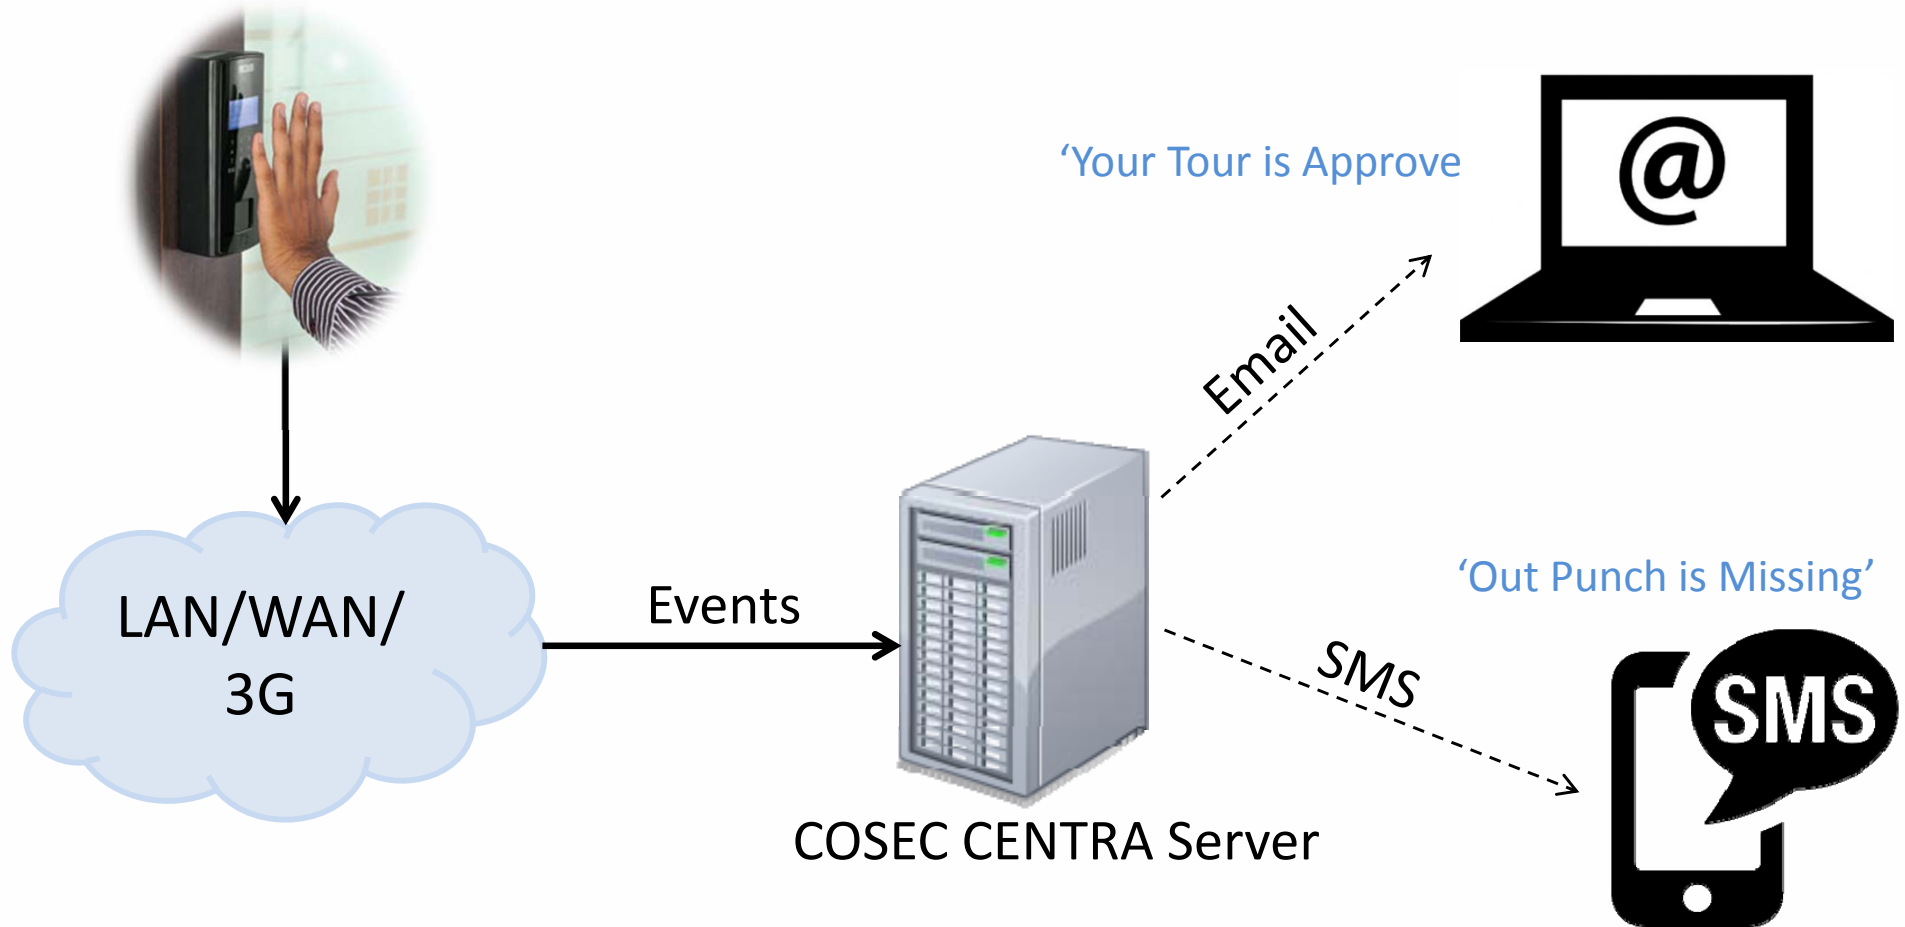 ‘Your Tour is Approve
@
Email
‘Out Punch is Missing’
LAN/WAN/
3G
Events
SMS
SMS
COSEC CENTRA Server